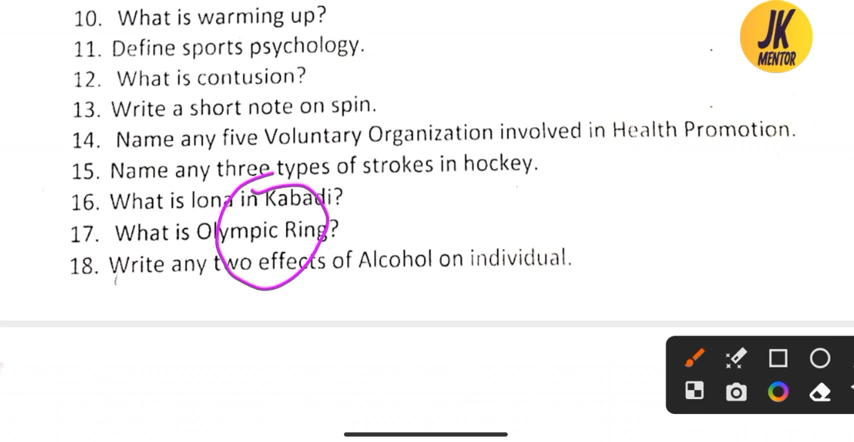 JK
MENTOR
10. What is warming up?
11. Define sports psychology.
12. What is contusion?
13. Write a short note on spin.
14. Name any five Voluntary Organization involved in Health Promotion.
15. Name any three types of strokes in hockey.
16. What is lona in Kabadi?
17. What is Olympic Ring?
18. Write any two effects of Alcohol on individual.